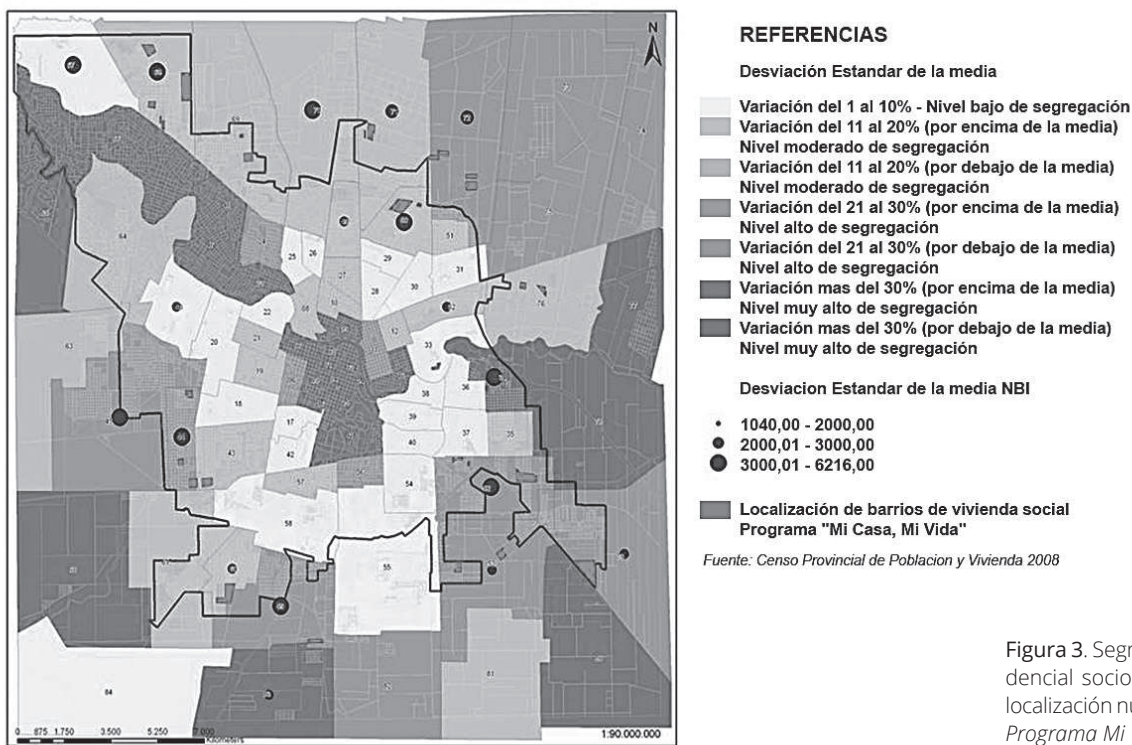 N
64
63
25
26
27
29
28
30
31
51
22
20
21
19
18
17
42
43
12
33
38
36
39
37
40
35
54
57
58
55
76
84
81
0 875 1.750 3.500 5.250 7.000
Kilometers
1:90.000.000
REFERENCIAS
Desviación Estandar de la media
Variación del 1 al 10% - Nivel bajo de segregación
Variación del 11 al 20% (por encima de la media)
Nivel moderado de segregación
Variación del 11 al 20% (por debajo de la media)
Nivel moderado de segregación
Variación del 21 al 30% (por encima de la media)
Nivel alto de segregación
Variación del 21 al 30% (por debajo de la media)
Nivel alto de segregación
Variación mas del 30% (por encima de la media)
Nivel muy alto de segregación
Variación mas del 30% (por debajo de la media)
Nivel muy alto de segregación
Desviacion Estandar de la media NBI
1040,00 - 2000,00
2000,01 - 3000,00
3000,01 - 6216,00
Localización de barrios de vivienda social
Programa "Mi Casa, Mi Vida"
Fuente: Censo Provincial de Poblacion y Vivienda 2008
Figura 3. Segr
dencial socio
localización nu
Programa Mi